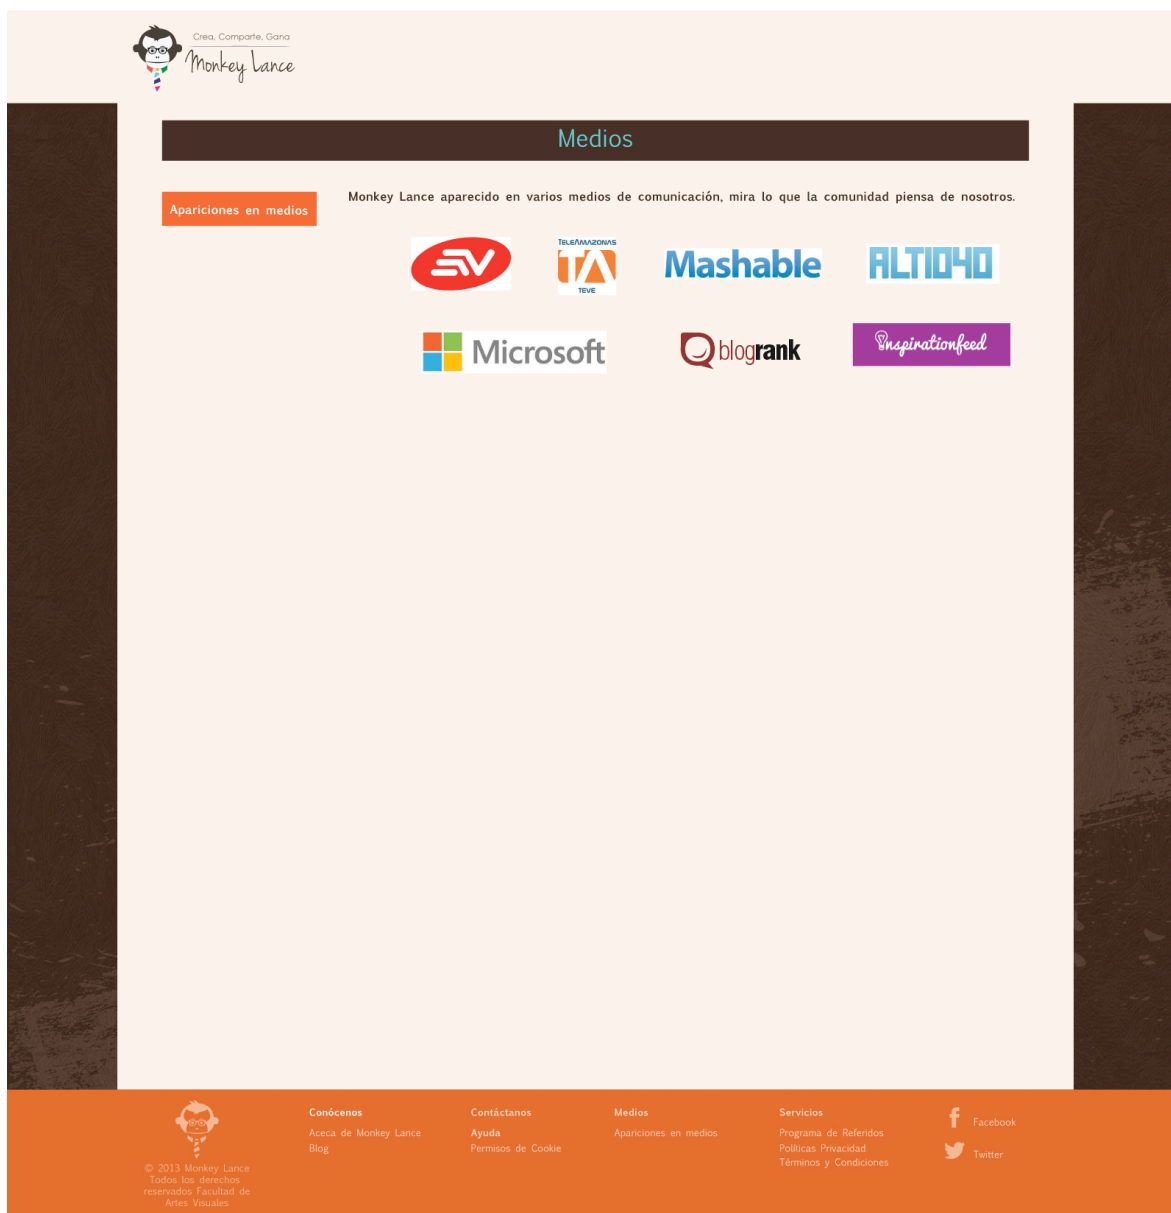 Crea, Comparte, Gana
Monkey Lance
Medios
Apariciones en medios
Monkey Lance aparecido en varios medios de comunicación, mira lo que la comunidad piensa de nosotros.
TELEAMAZONAS
TA
TEVE
Mashable
ALT1040
Microsoft
blogrank
Inspirationfeed
Conócenos
Aceca de Monkey Lance
Blog
Contáctanos
Ayuda
Permisos de Cookie
Medios
Apariciones en medios
Servicios
Programa de Referidos
Políticas Privacidad
Términos y Condiciones
Facebook
Twitter
© 2013 Monkey Lance
Todos los derechos
reservados Facultad de
Artes Visuales